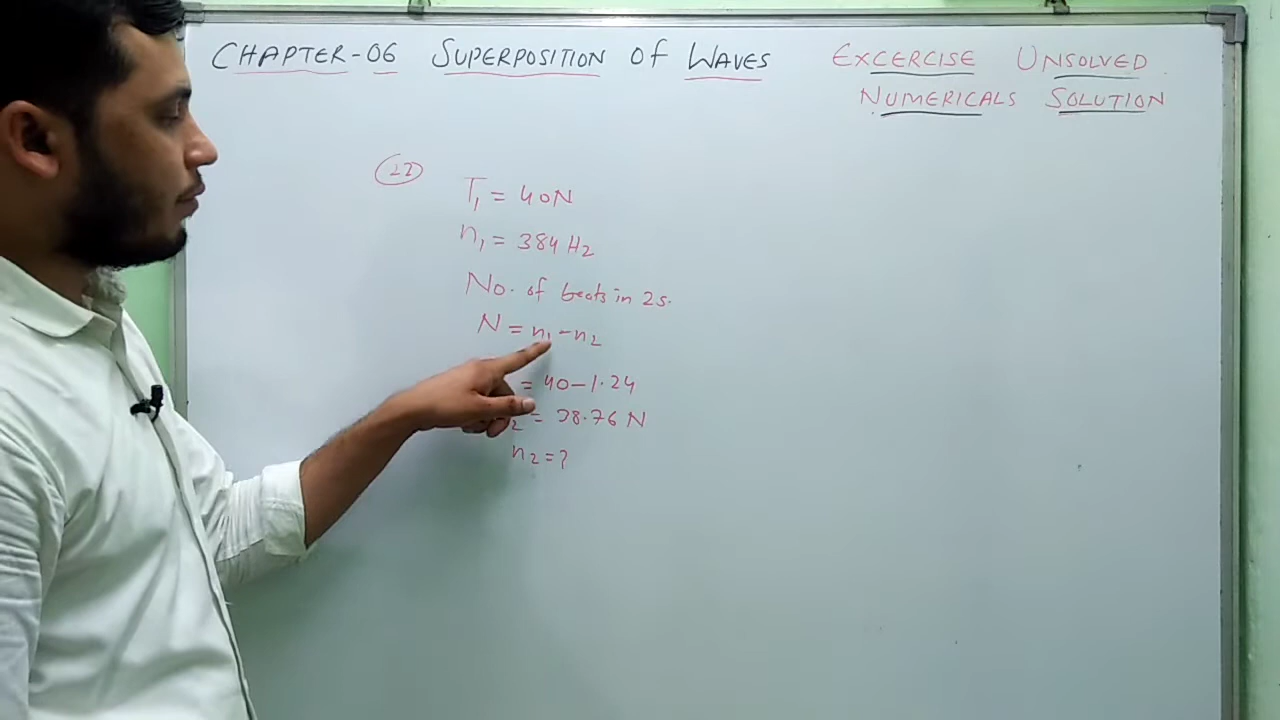 CHAPTER-06 SUPERPOSITION of WAVES EXCERCISE UNSOLVED
NUMERICALS SOLUTION
22
T₁ = 40N
n₁ = 384 Hz
No. of beats in 2s.
N = n₁ - n₂
= 40 - 1.24
₂ = 38.76 N
n₂ = ?